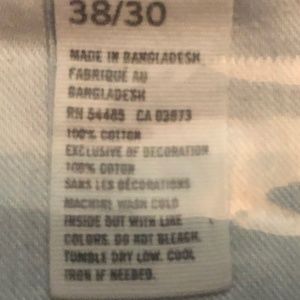 38/30
MADE IN BANGLADESH
FABRIQUÉ AU
BANGLADESH
RN 54485 CA 03673
100% COTTON
EXCLUSIVE OF DECORATION
100% COTON
SANS LES DÉCORATIONS
MACHINE WASH COLD
INSIDE OUT WITH LIKE
COLORS. DO NOT BLEACH.
TUMBLE DRY LOW. COOL
IRON IF NEEDED.